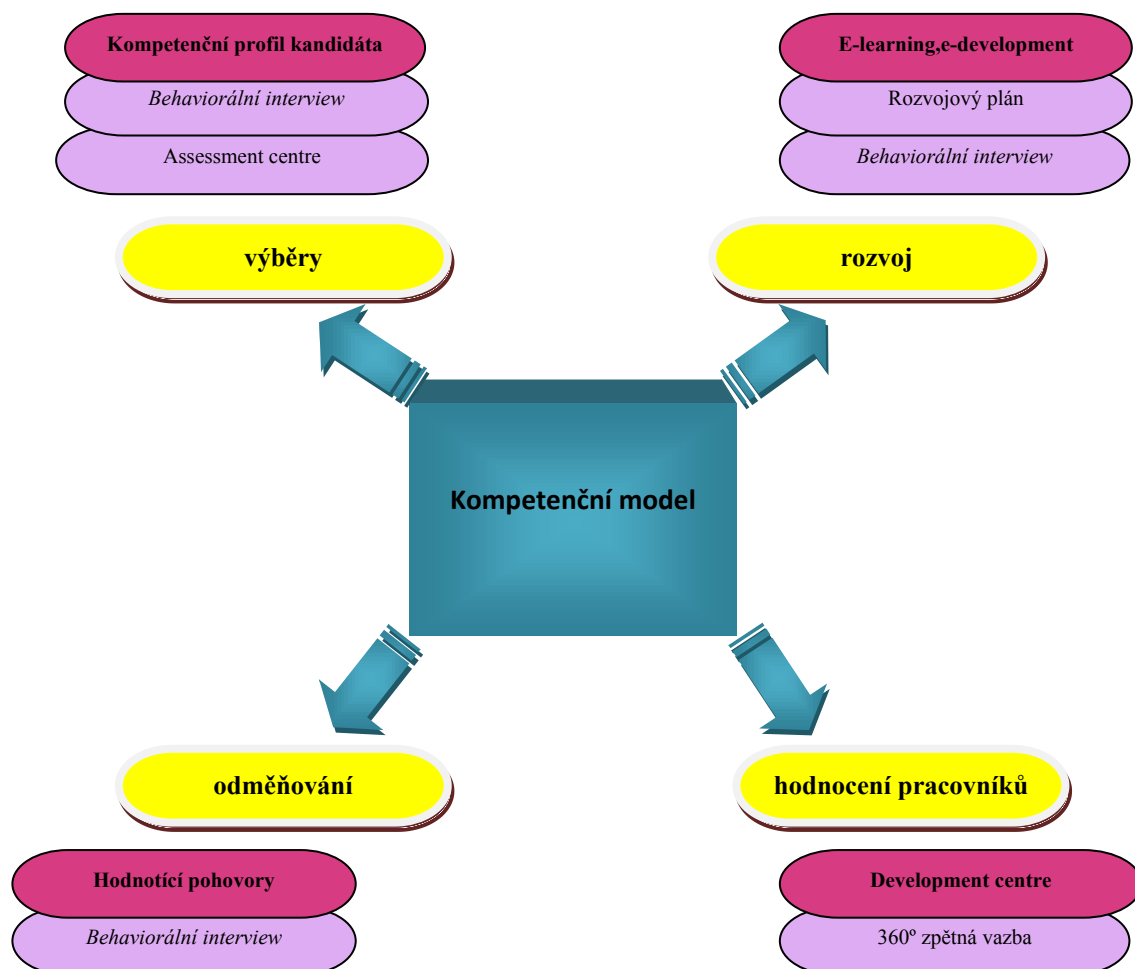 Kompetenční profil kandidáta
Behaviorální interview
Assessment centre
výběry
E-learning,e-development
Rozvojový plán
Behaviorální interview
rozvoj
Kompetenční model
odměňování
Hodnotící pohovory
Behaviorální interview
hodnocení pracovníků
Development centre
360º zpětná vazba